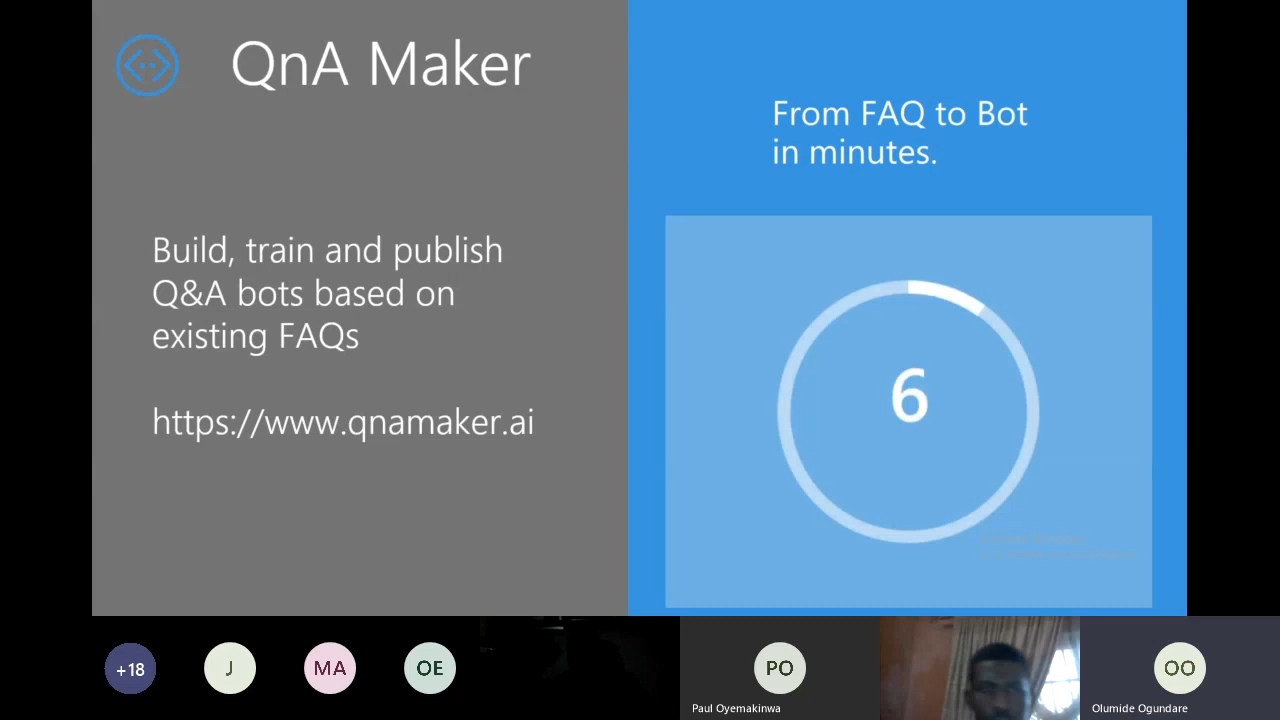 QnA Maker
Build, train and publish
Q&A bots based on
existing FAQs
https://www.qnamaker.ai
From FAQ to Bot
in minutes.
6
+18
J
MA
OE
PO
Paul Oyemakinwa
OO
Olumide Ogundare